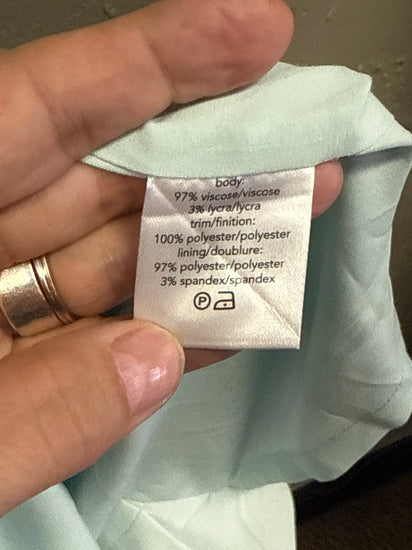 body:
97% viscose/viscose
3% lycra/lycra
trim/finition:
100% polyester/polyester
lining/doublure:
97% polyester/polyester
3% spandex/spandex
P